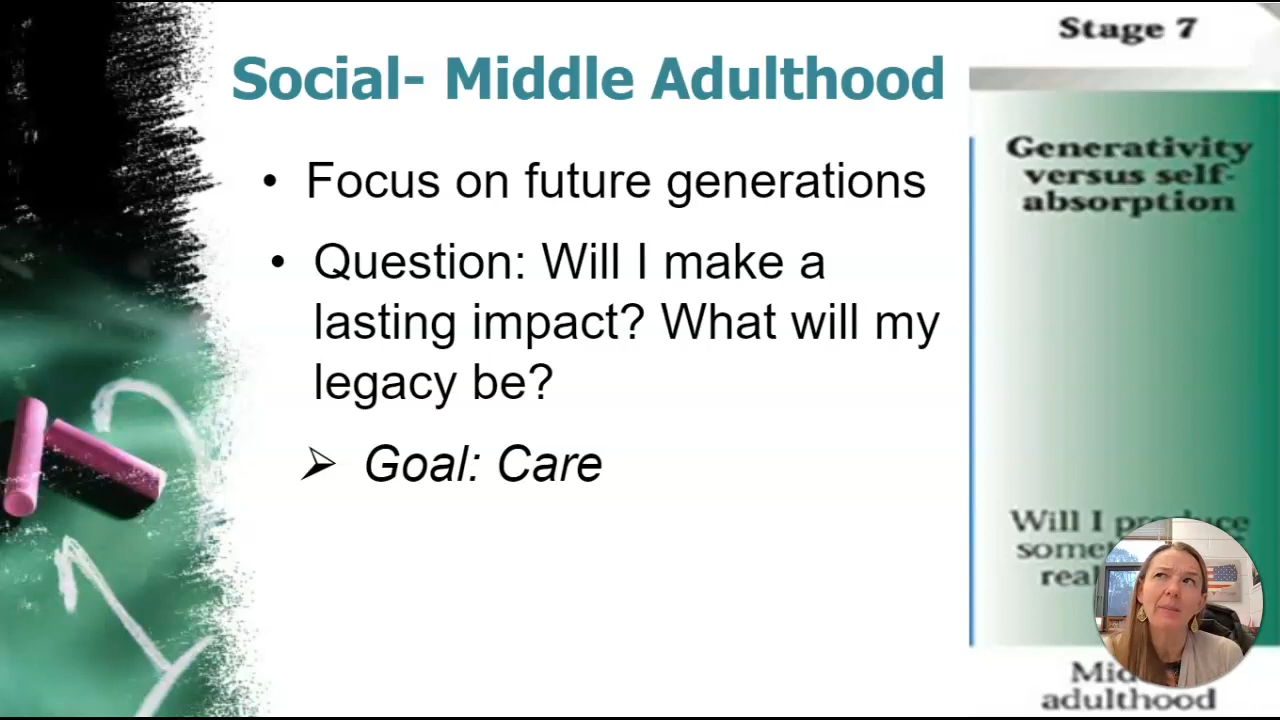 Social- Middle Adulthood
• Focus on future generations
• Question: Will I make a
lasting impact? What will my
legacy be?
➢ Goal: Care
Stage 7
Generativity
versus self-
absorption
Will I
adulthood